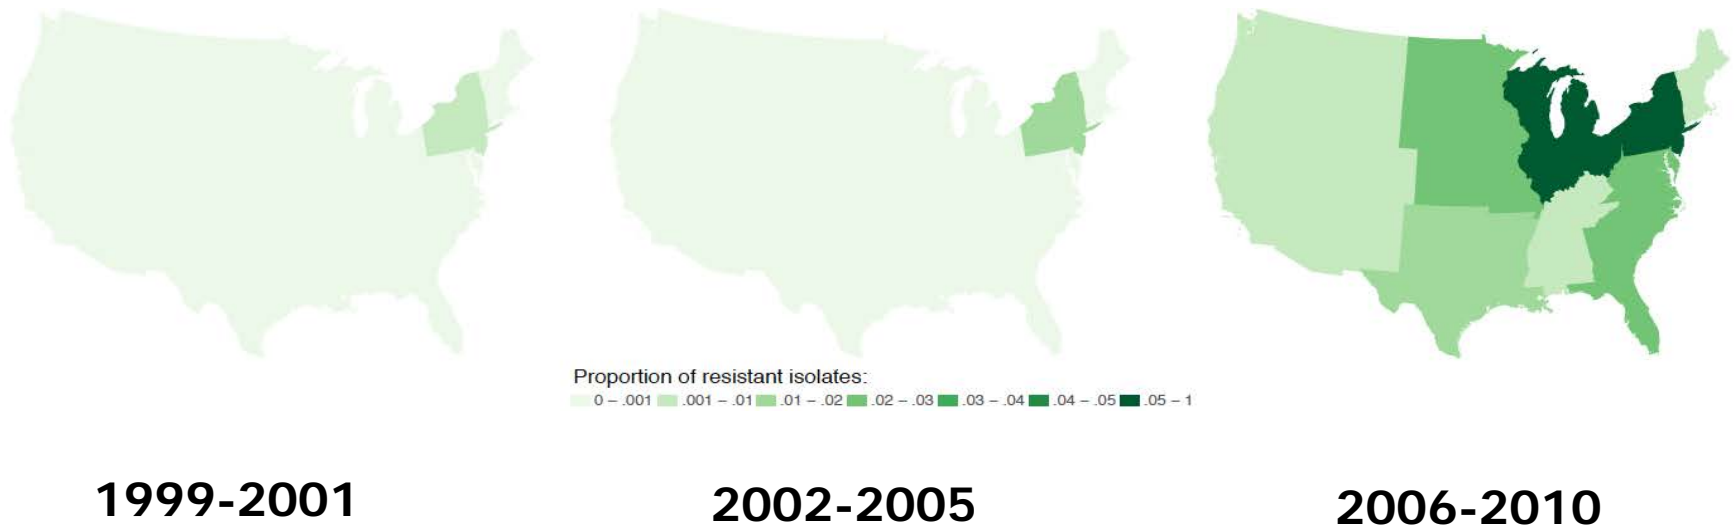 Proportion of resistant isolates:
0 – .001 .001 – .01 .01 – .02 .02 – .03 .03 – .04 .04 – .05 .05 – 1
1999-2001 2002-2005 2006-2010